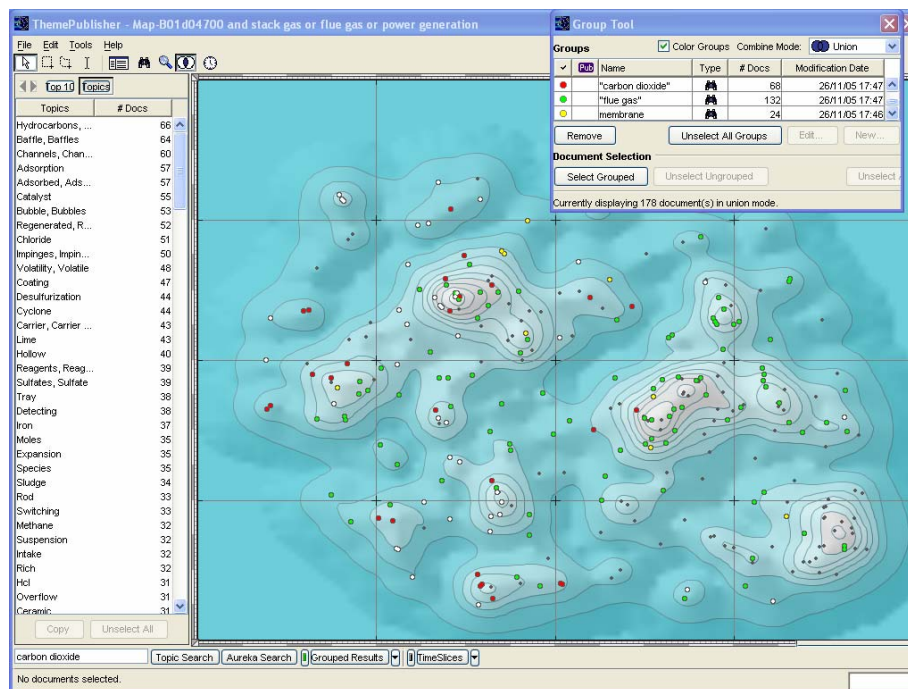 ThemePublisher - Map-B01d04700 and stack gas or flue gas or power generation
File Edit Tools Help
Top 10 Topics
Topics # Docs
Hydrocarbons, ... 66
Baffle, Baffles 64
Channels, Chan... 60
Adsorption 57
Adsorbed, Ads... 57
Catalyst 55
Bubble, Bubbles 53
Regenerated, R... 52
Chloride 51
Impinges, Impin... 50
Volatility, Volatile 48
Coating 47
Desulfurization 44
Cyclone 44
Carrier, Carrier ... 43
Lime 43
Hollow 40
Reagents, Reag... 39
Sulfates, Sulfate 39
Tray 38
Detecting 38
Iron 37
Moles 35
Expansion 35
Species 35
Sludge 34
Rod 33
Switching 33
Methane 32
Suspension 32
Intake 32
Rich 32
Hcl 31
Overflow 31
Ceramic 31
Copy Unselect All
Group Tool
Groups Color Groups Combine Mode: Union
Pub Name Type # Docs Modification Date
"carbon dioxide" 68 26/11/05 17:47
"flue gas" 132 26/11/05 17:47
membrane 24 26/11/05 17:46
Remove Unselect All Groups Edit... New...
Document Selection
Select Grouped Unselect Ungrouped Unselect
Currently displaying 178 document(s) in union mode.
carbon dioxide Topic Search Aureka Search Grouped Results TimeSlices
No documents selected.